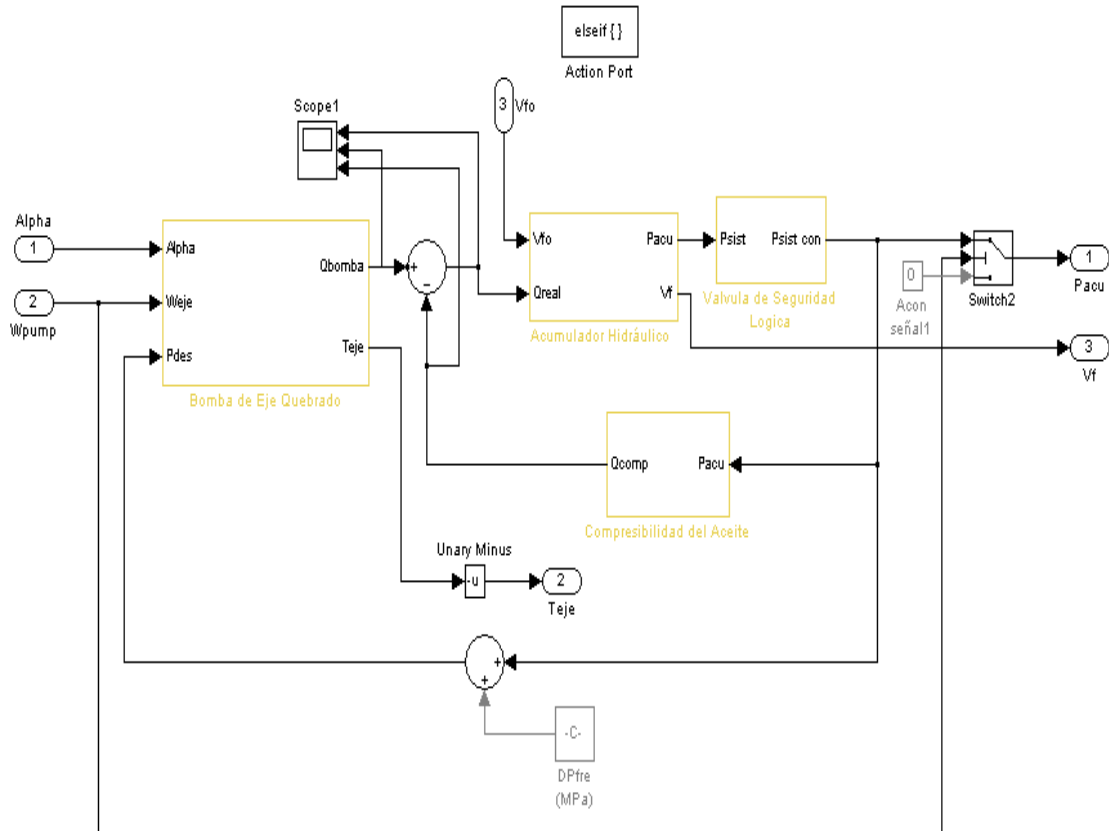 elseif { }
Action Port
Scope1
3
Vfo
Alpha
1
2
Wpump
Alpha
Weje
Pdes
Qbomba
Teje
Bomba de Eje Quebrado
+
−
Vfo
Qreal
Pacu
Vf
Acumulador Hidráulico
Psist
Psist con
Valvula de Seguridad
Logica
0
Acon
señal1
Switch2
1
Pacu
3
Vf
Qcomp
Pacu
Compresibilidad del Aceite
Unary Minus
-u
2
Teje
+
+
-C-
DPfre
(MPa)